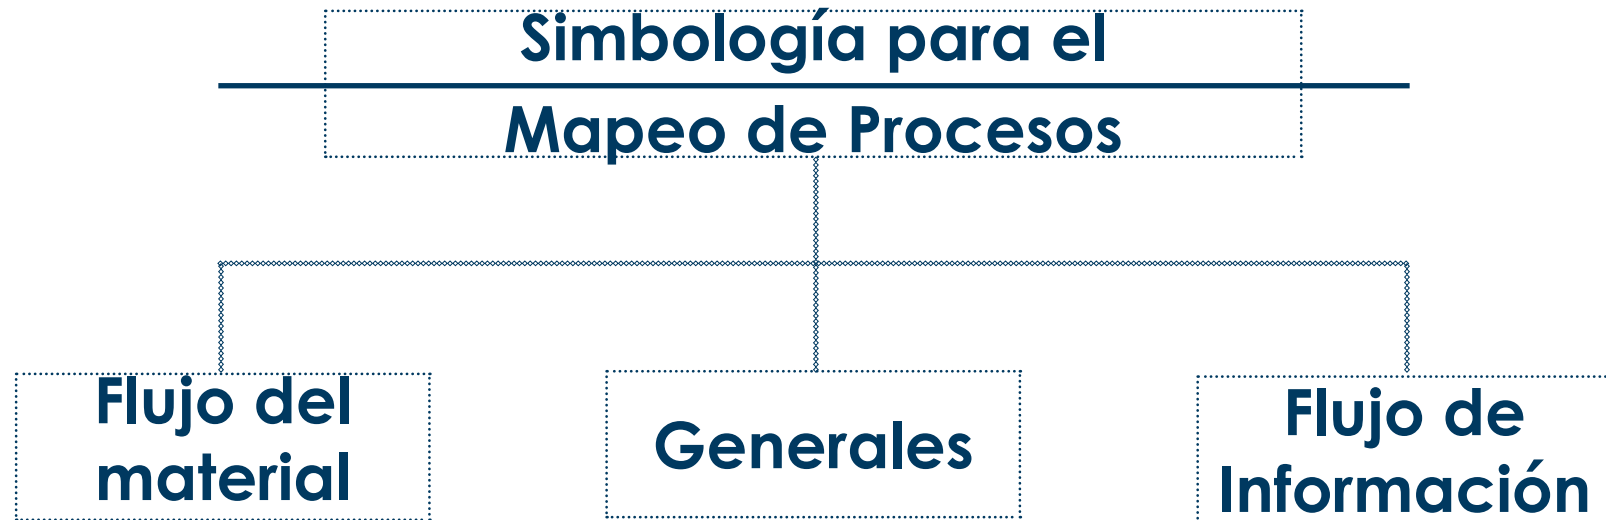 Simbología para el
Mapeo de Procesos
Flujo del
material
Generales
Flujo de
Información